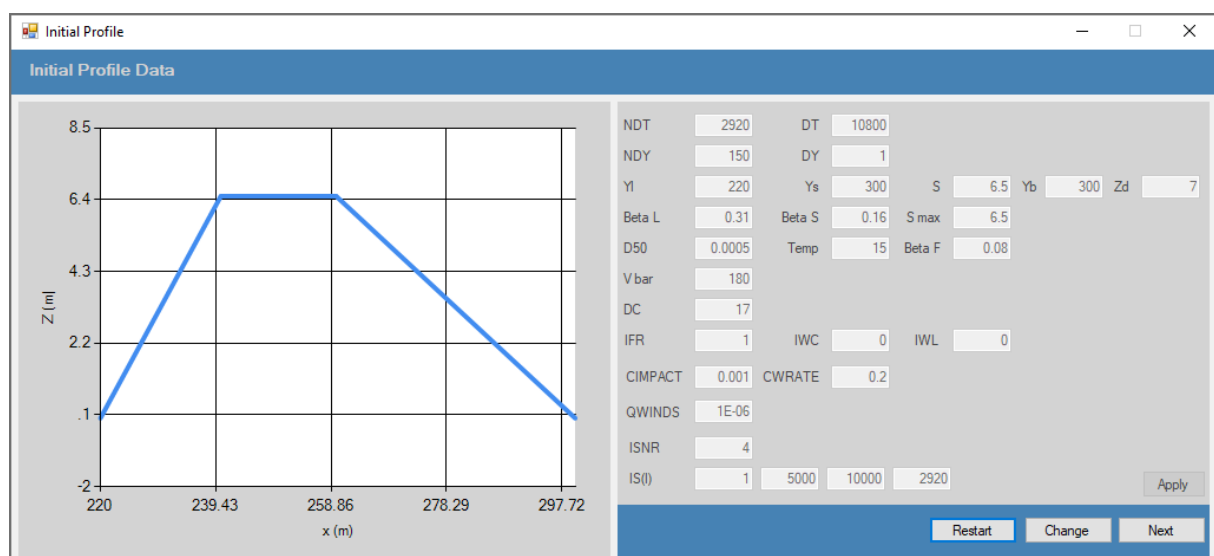 Initial Profile
Initial Profile Data
8.5
6.4
4.3
2.2
.1
-2
Z (m)
220 239.43 258.86 278.29 297.72
x (m)
NDT 2920 DT 10800
NDY 150 DY 1
Yl 220 Ys 300 S 6.5 Yb 300 Zd 7
Beta L 0.31 Beta S 0.16 S max 6.5
D50 0.0005 Temp 15 Beta F 0.08
V bar 180
DC 17
IFR 1 IWC 0 IWL 0
CIMPACT 0.001 CWRATE 0.2
QWINDS 1E-06
ISNR 4
IS(I) 1 5000 10000 2920
Apply
Restart Change Next